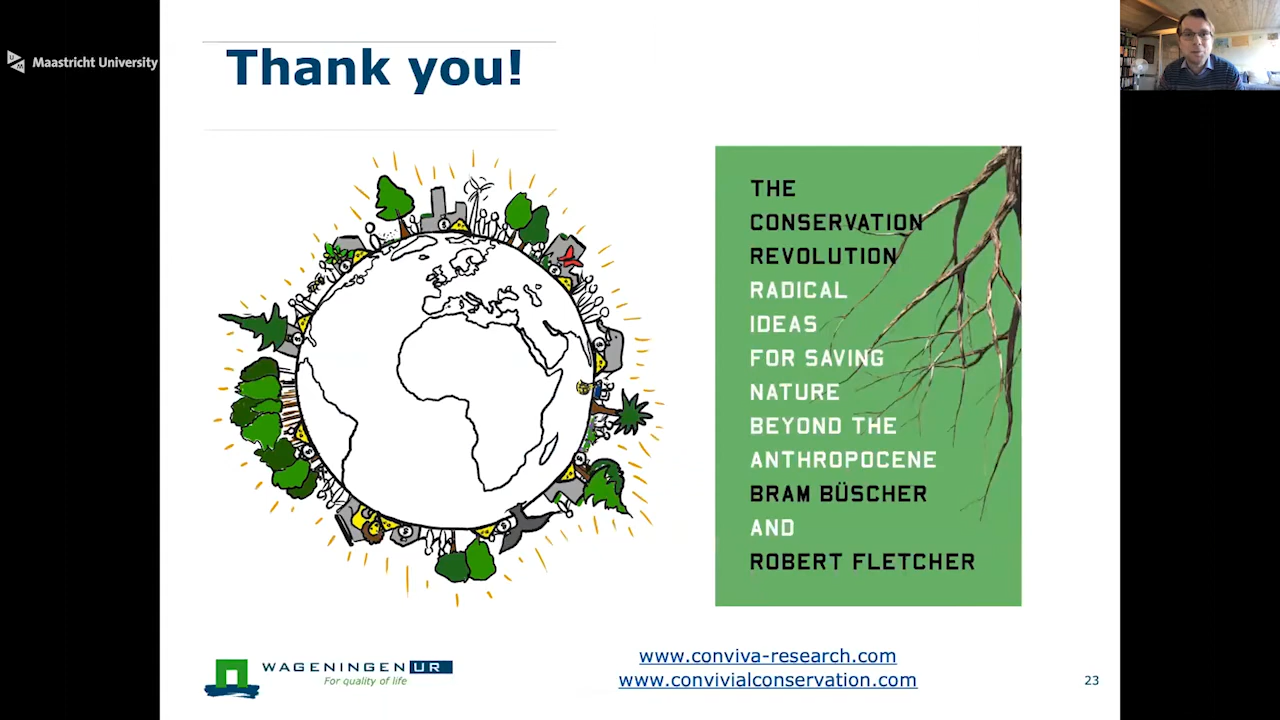 Maastricht University
Thank you!
THE
CONSERVATION
REVOLUTION
RADICAL
IDEAS
FOR SAVING
NATURE
BEYOND THE
ANTHROPOCENE
BRAM BÜSCHER
AND
ROBERT FLETCHER
WAGENINGEN UR
For quality of life
www.conviva-research.com
www.convivialconservation.com
23